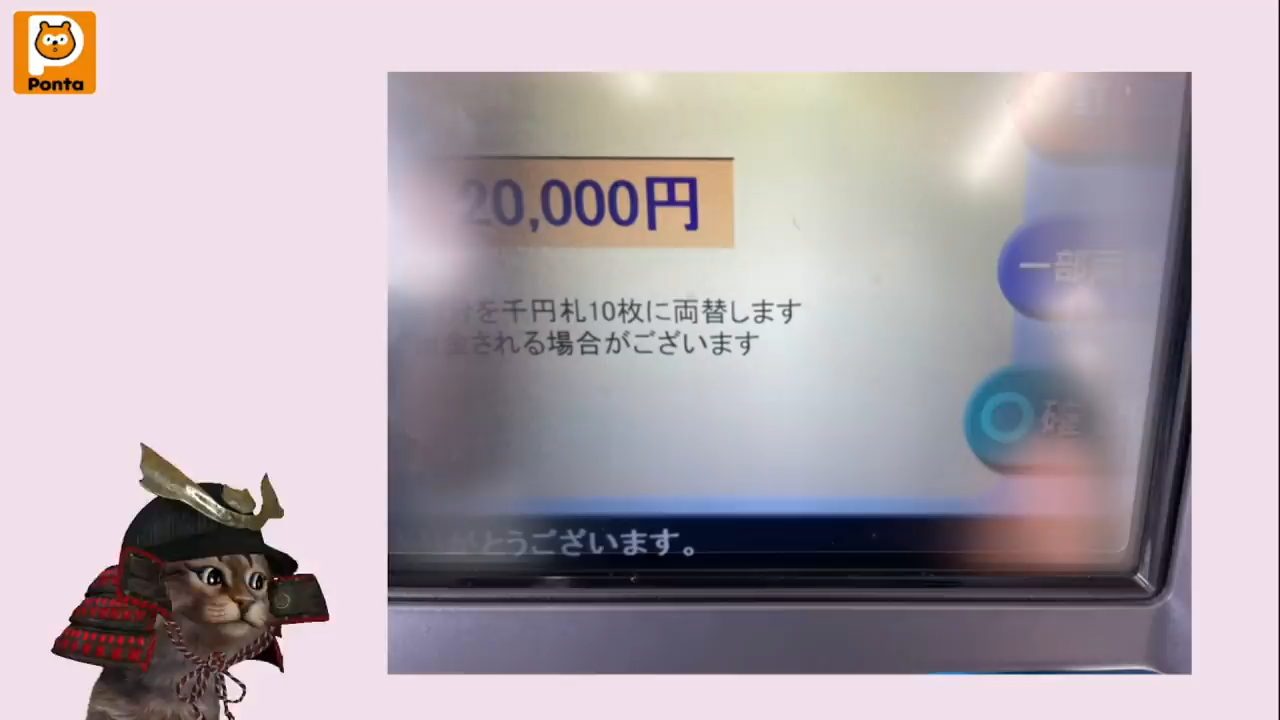 Ponta
20,000円
を千円札10枚に両替します
される場合がございます
一部
とうございます。